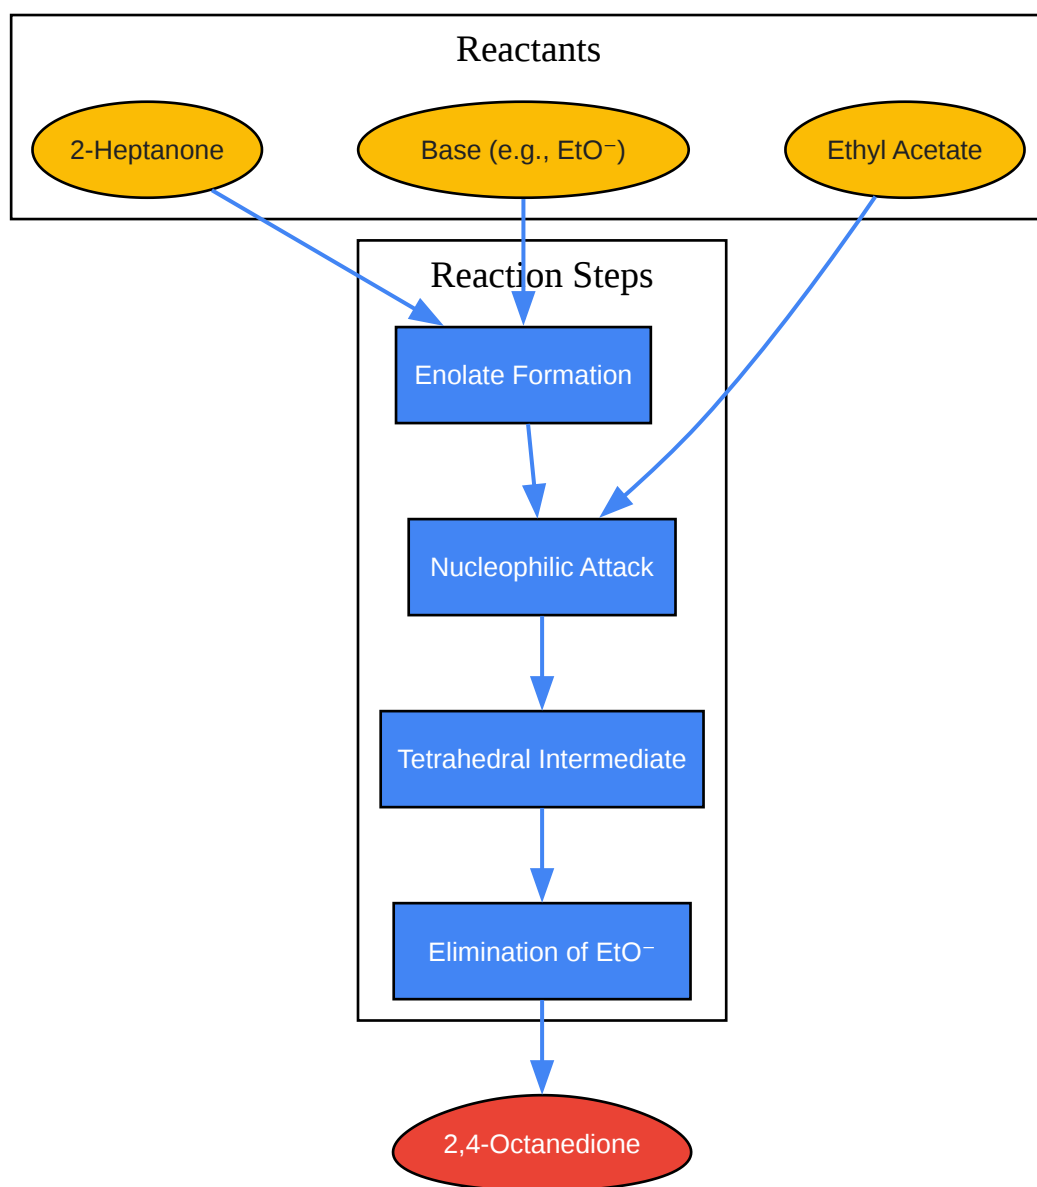 Reactants
2-Heptanone
Base (e.g., EtO⁻)
Ethyl Acetate
Reaction Steps
Enolate Formation
Nucleophilic Attack
Tetrahedral Intermediate
Elimination of EtO⁻
2,4-Octanedione